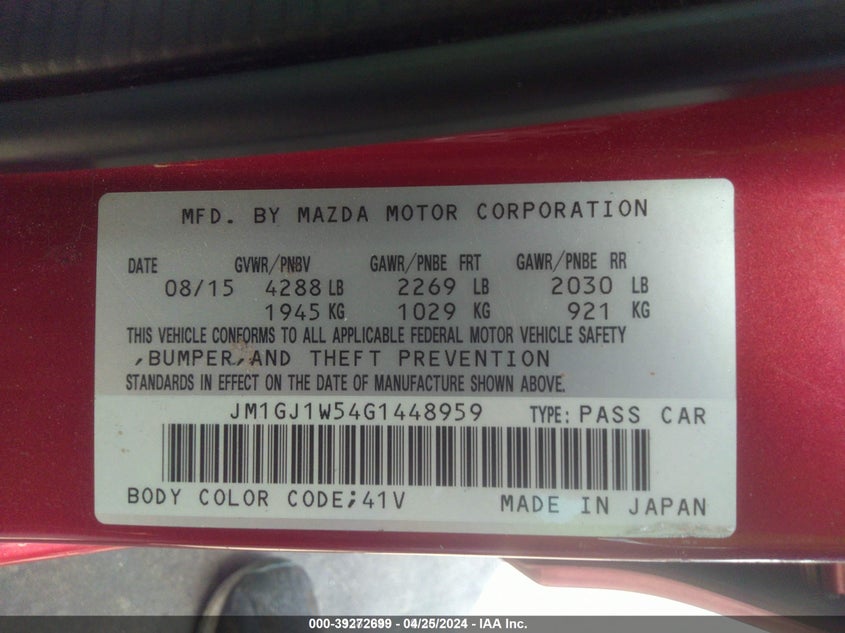 MFD. BY MAZDA MOTOR CORPORATION
DATE GVWR/PNBV GAWR/PNBE FRT GAWR/PNBE RR
08/15 4288 LB 2269 LB 2030 LB
1945 KG 1029 KG 921 KG
THIS VEHICLE CONFORMS TO ALL APPLICABLE FEDERAL MOTOR VEHICLE SAFETY
,BUMPER,AND THEFT PREVENTION
STANDARDS IN EFFECT ON THE DATE OF MANUFACTURE SHOWN ABOVE.
JM1GJ1W54G1448959 TYPE: PASS CAR
BODY COLOR CODE;41V MADE IN JAPAN
000-39272699 - 04/25/2024 - IAA Inc.